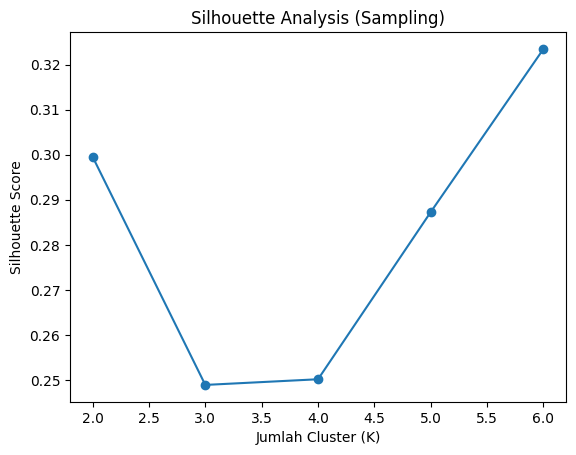 Silhouette Analysis (Sampling)
0.32
0.31
0.30
0.29
0.28
0.27
0.26
0.25
Silhouette Score
2.0 2.5 3.0 3.5 4.0 4.5 5.0 5.5 6.0
Jumlah Cluster (K)